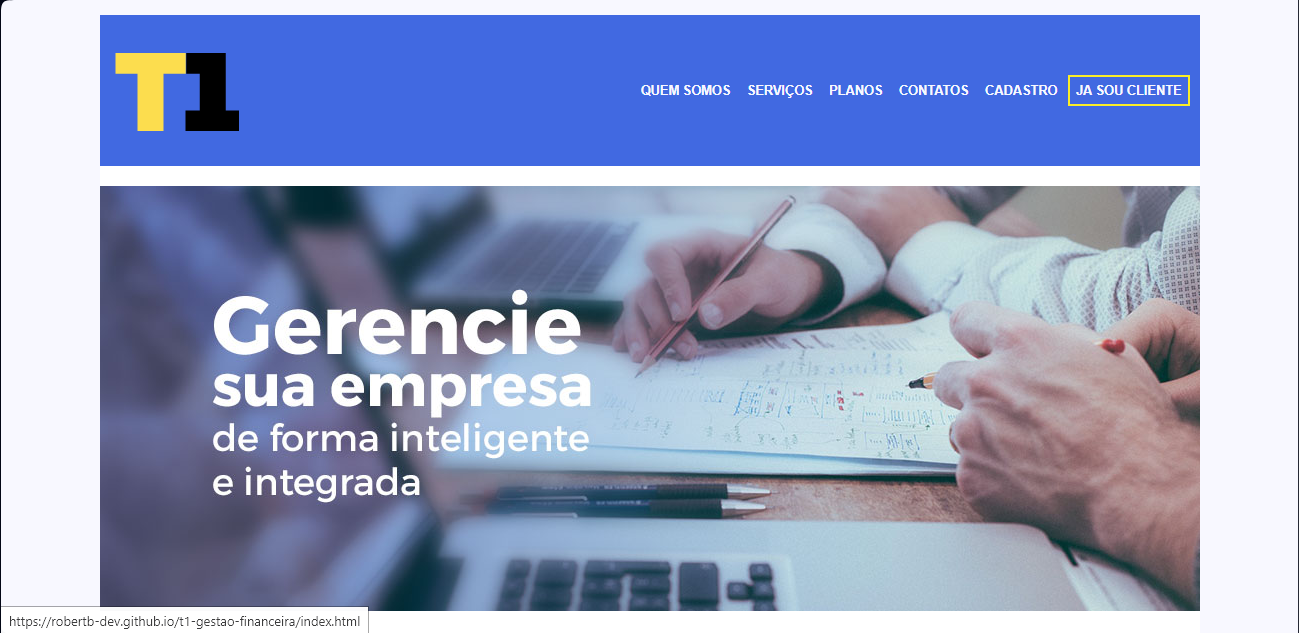 T1
QUEM SOMOS SERVIÇOS PLANOS CONTATOS CADASTRO JA SOU CLIENTE
Gerencie
sua empresa
de forma inteligente
e integrada
https://robertb-dev.github.io/t1-gestao-financeira/index.html